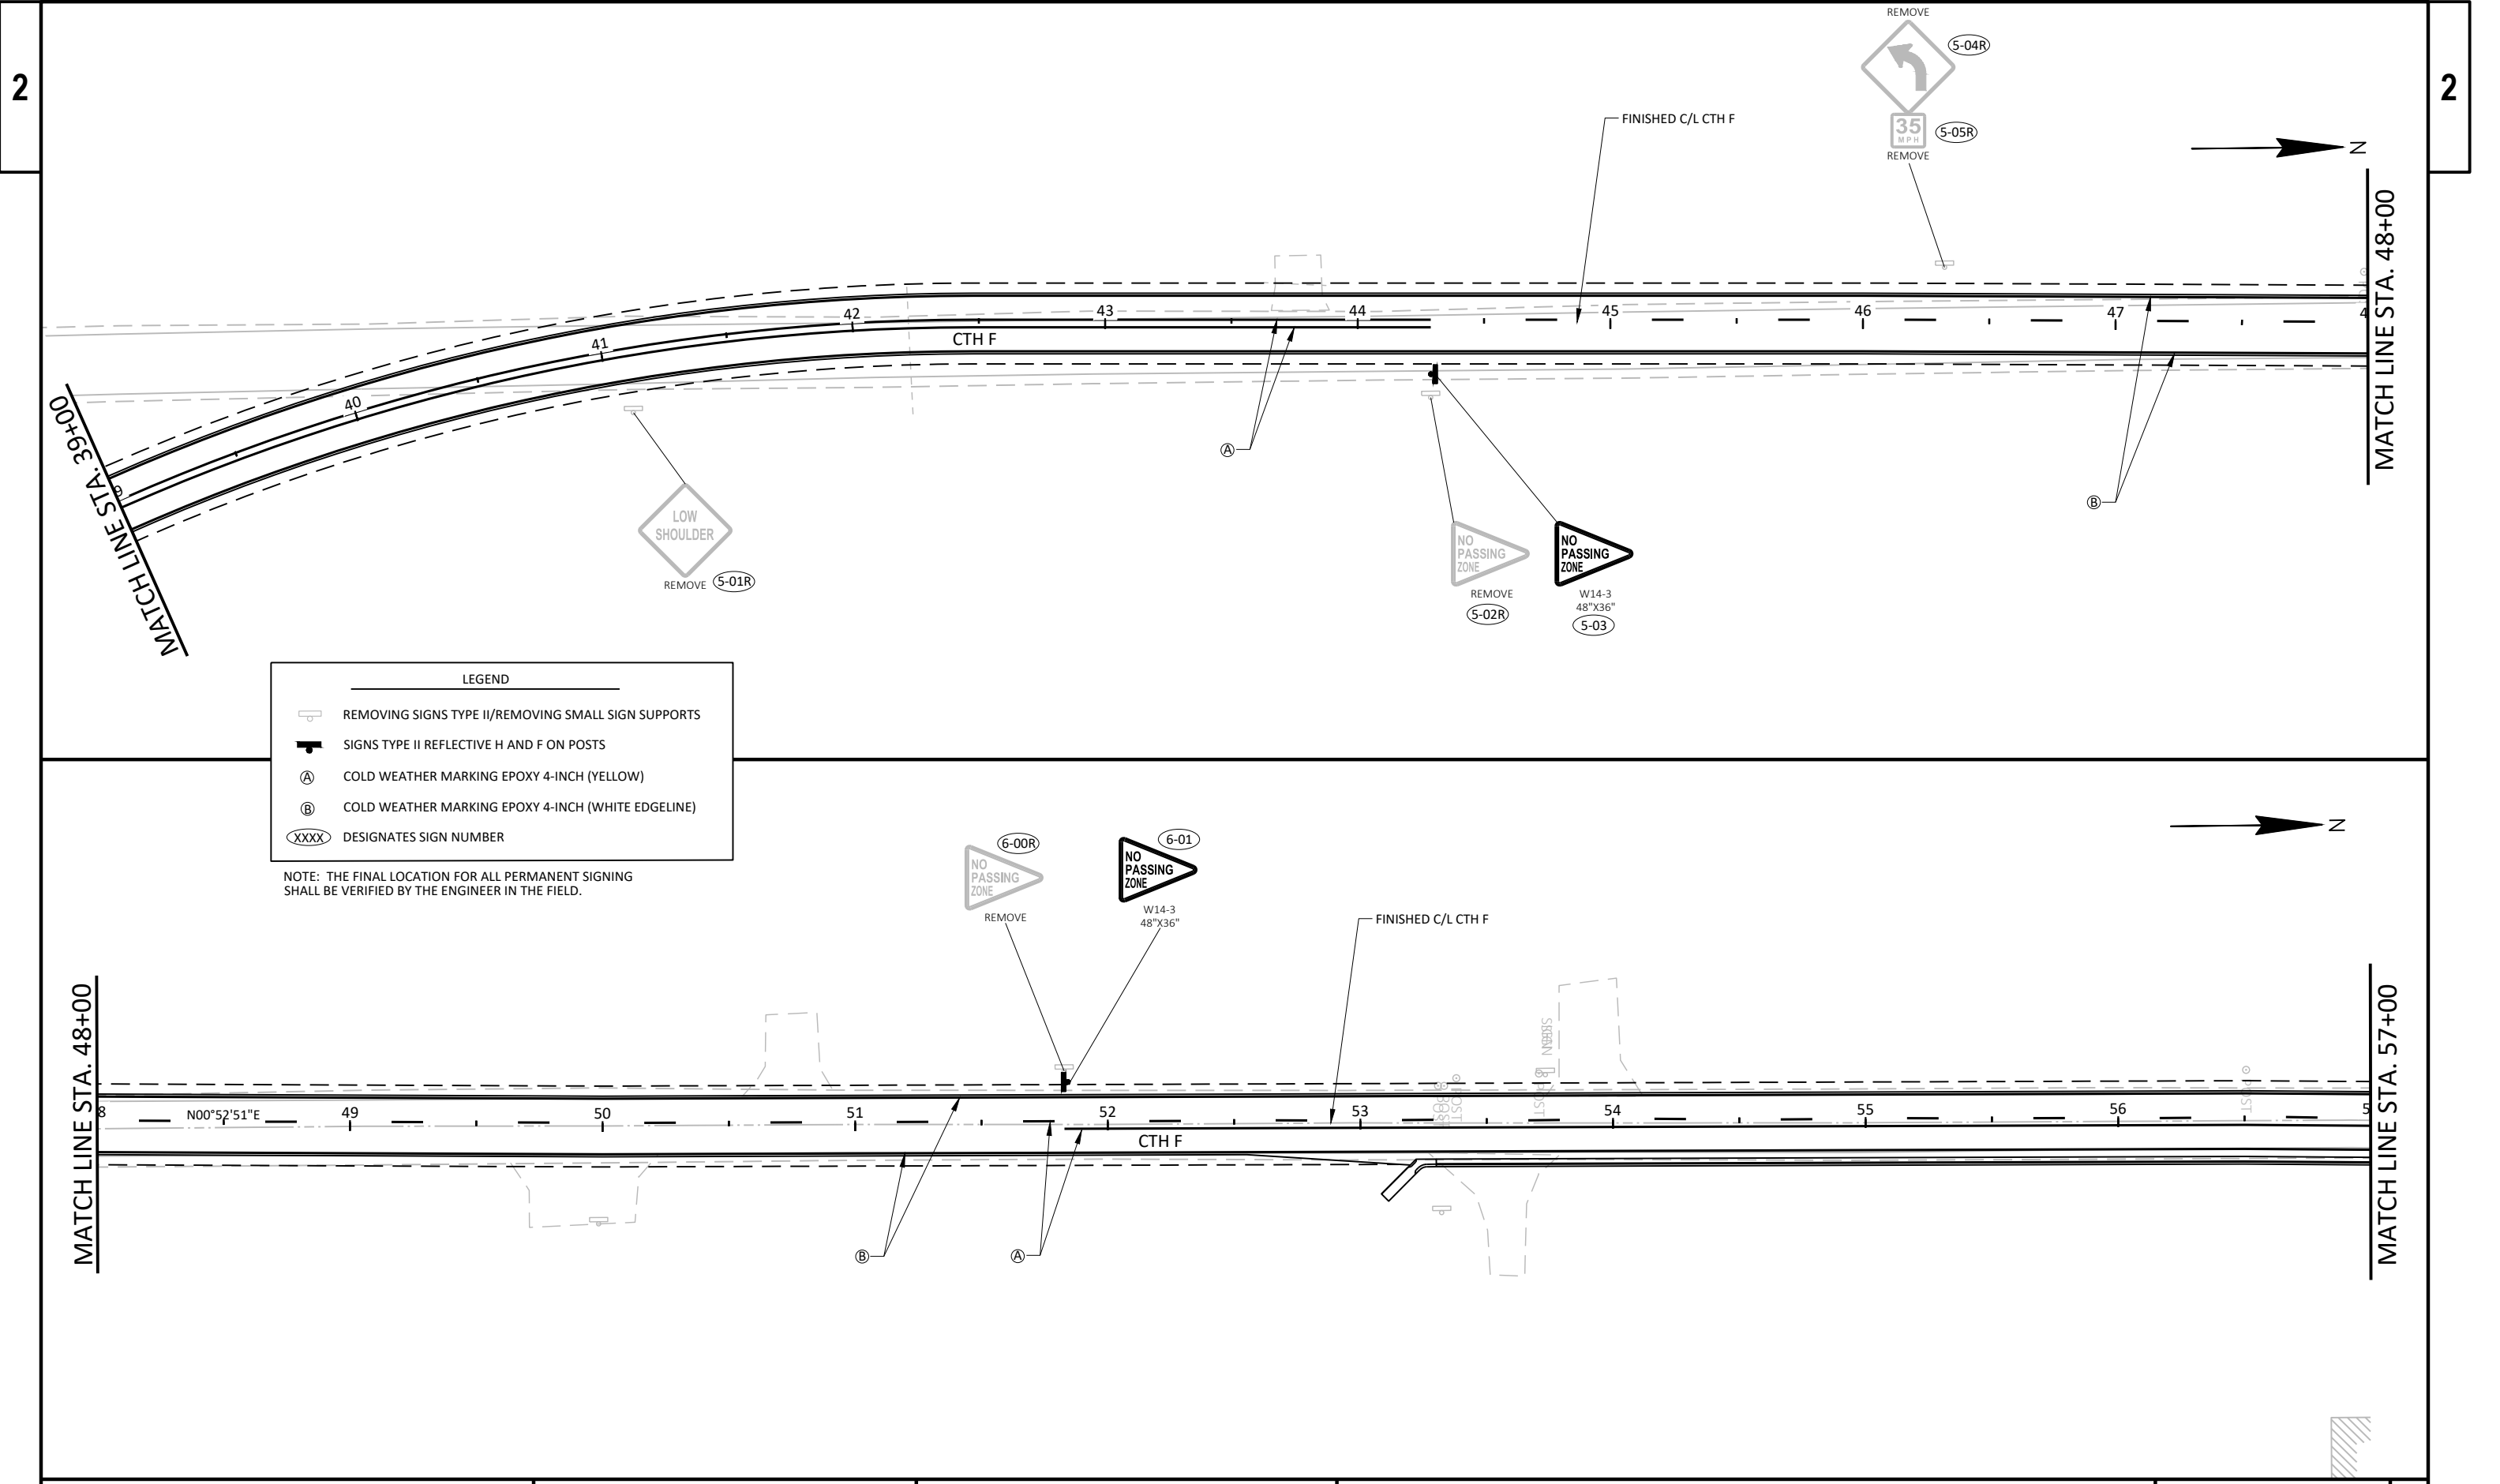 2
2
REMOVE
5-04R
35
MPH
5-05R
REMOVE
FINISHED C/L CTH F
N
MATCH LINE STA. 48+00
MATCH LINE STA. 39+00
40
41
42
43
44
45
46
47
4
CTH F
A
B
LOW
SHOULDER
REMOVE
5-01R
NO
PASSING
ZONE
REMOVE
5-02R
NO
PASSING
ZONE
W14-3
48"X36"
5-03
LEGEND
REMOVING SIGNS TYPE II/REMOVING SMALL SIGN SUPPORTS
SIGNS TYPE II REFLECTIVE H AND F ON POSTS
A COLD WEATHER MARKING EPOXY 4-INCH (YELLOW)
B COLD WEATHER MARKING EPOXY 4-INCH (WHITE EDGELINE)
XXXX DESIGNATES SIGN NUMBER
NOTE: THE FINAL LOCATION FOR ALL PERMANENT SIGNING
SHALL BE VERIFIED BY THE ENGINEER IN THE FIELD.
6-00R
NO
PASSING
ZONE
REMOVE
6-01
NO
PASSING
ZONE
W14-3
48"X36"
FINISHED C/L CTH F
N
MATCH LINE STA. 48+00
MATCH LINE STA. 57+00
8
N00°52'51"E
49
50
51
52
53
54
55
56
5
CTH F
POST
POST
POST
B
A